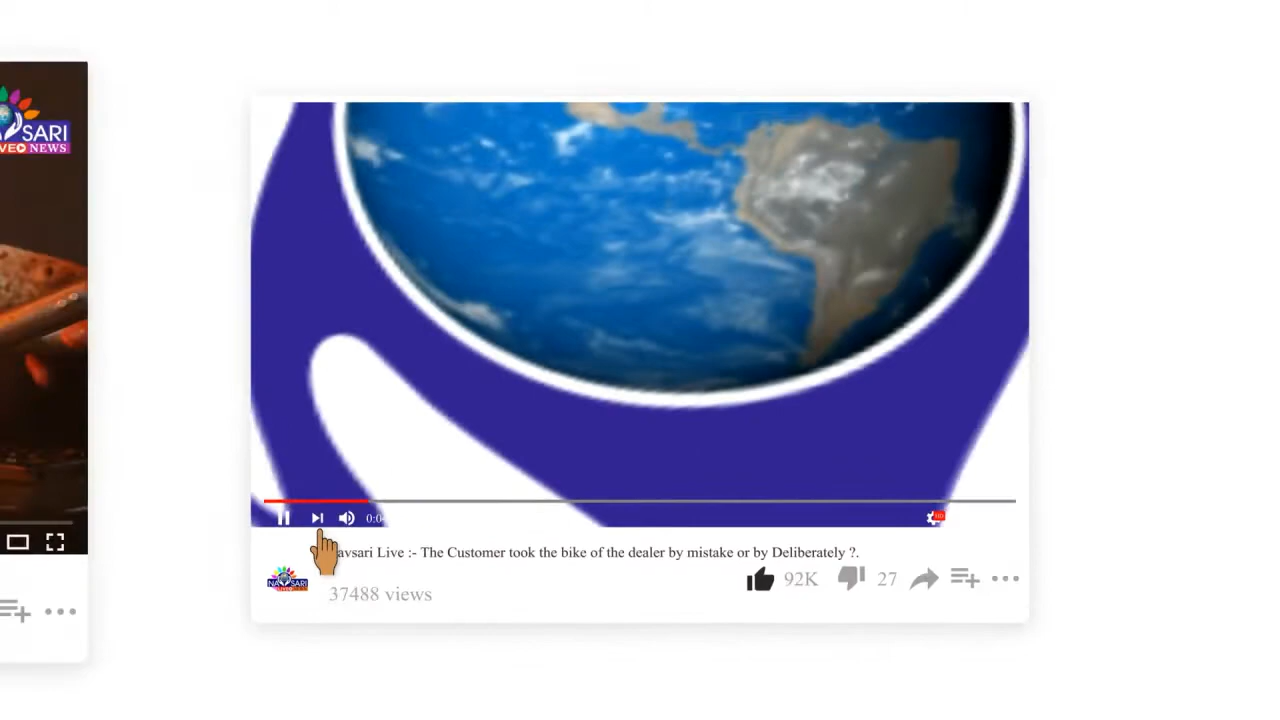 SARI
NEWS
HD
0:0
avsari Live :- The Customer took the bike of the dealer by mistake or by Deliberately ?.
37488 views
92K
27